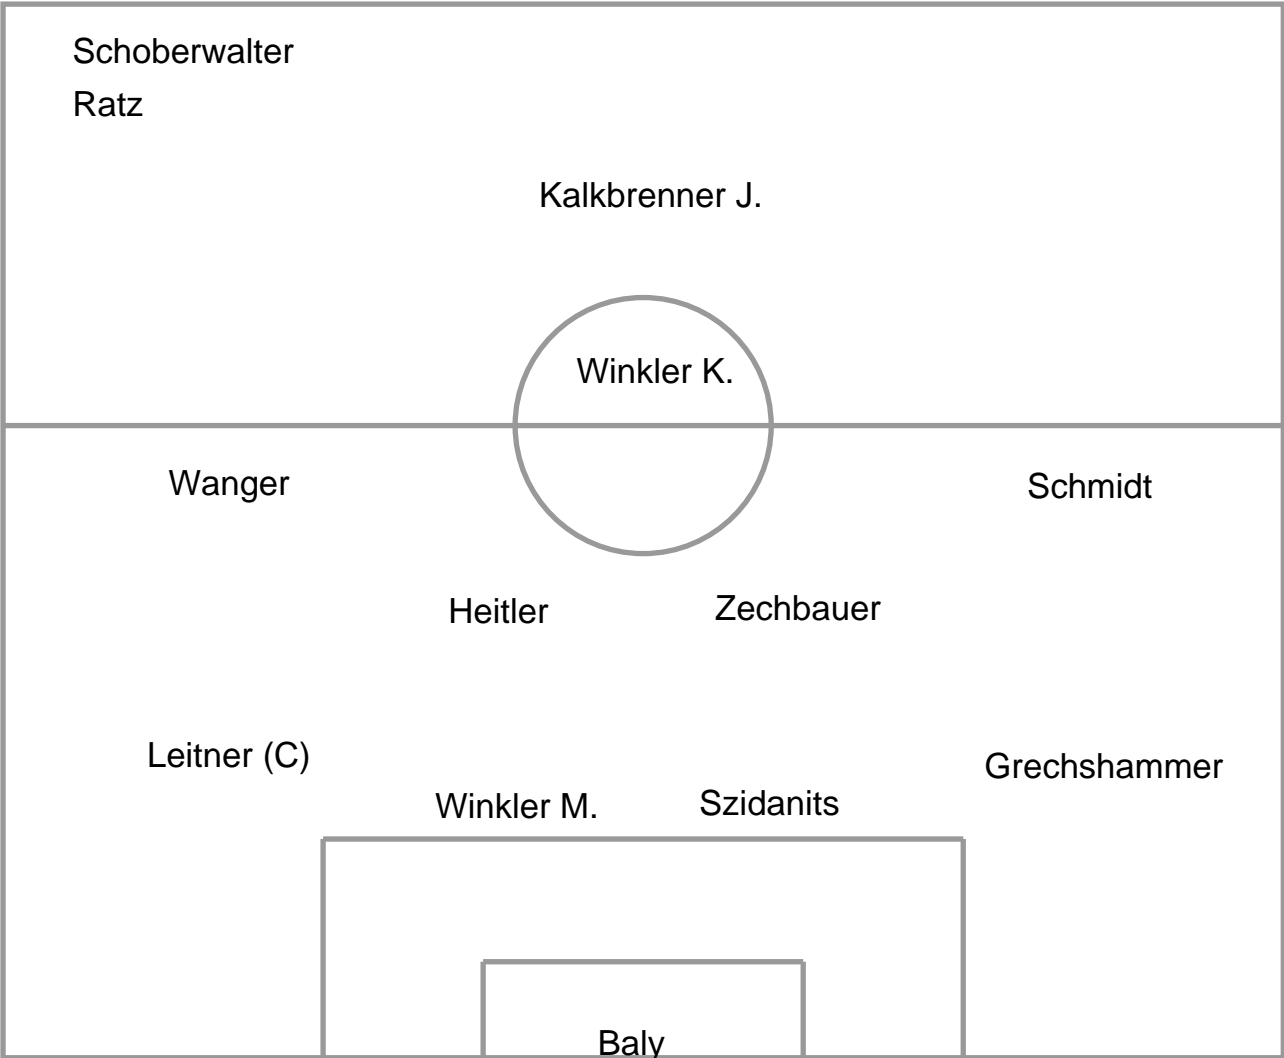 Schoberwalter
Ratz
Kalkbrenner J.
Winkler K.
Wanger
Schmidt
Heitler
Zechbauer
Leitner (C)
Grechshammer
Winkler M.
Szidanits
Baly